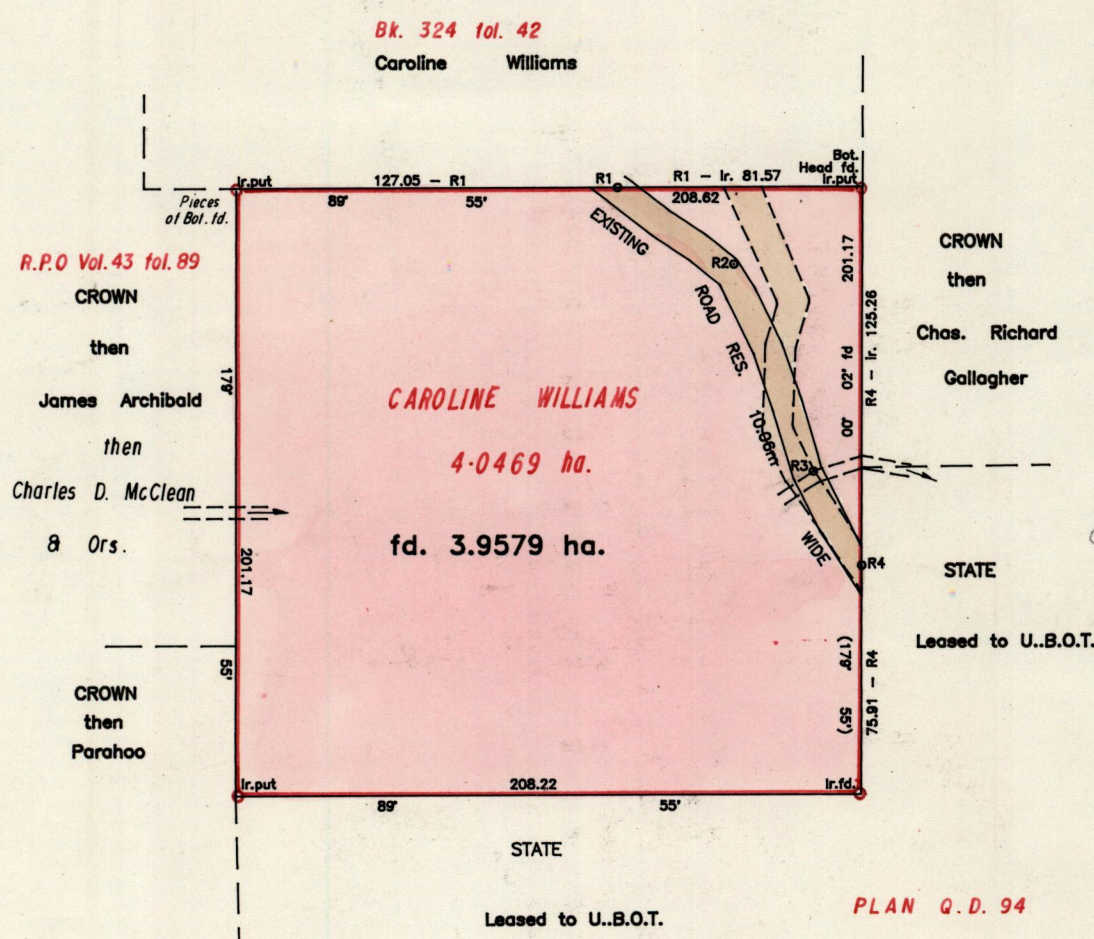 Bk. 324 fol. 42
Caroline Williams
Bot.
Head fd.
Ir.put
127.05 – R1
R1
R1 – Ir. 81.57
Ir.put
89° 55'
208.62
Pieces
of Bot. fd.
EXISTING
ROAD
RES.
10.06m
WIDE
R2
R3
R4
R.P.O Vol.43 fol.89
CROWN
then
James Archibald
then
Charles D. McClean
& Ors.
CROWN
then
Parahoo
179°
201.17
55'
CAROLINE WILLIAMS
4.0469 ha.
fd. 3.9579 ha.
201.17
00° 02' fd
R4 – Ir. 125.26
(179° 55')
75.91 – R4
CROWN
then
Chas. Richard
Gallagher
STATE
Leased to U..B.O.T.
Ir.put
208.22
Ir.fd.
89° 55'
STATE
Leased to U..B.O.T.
PLAN Q.D. 94